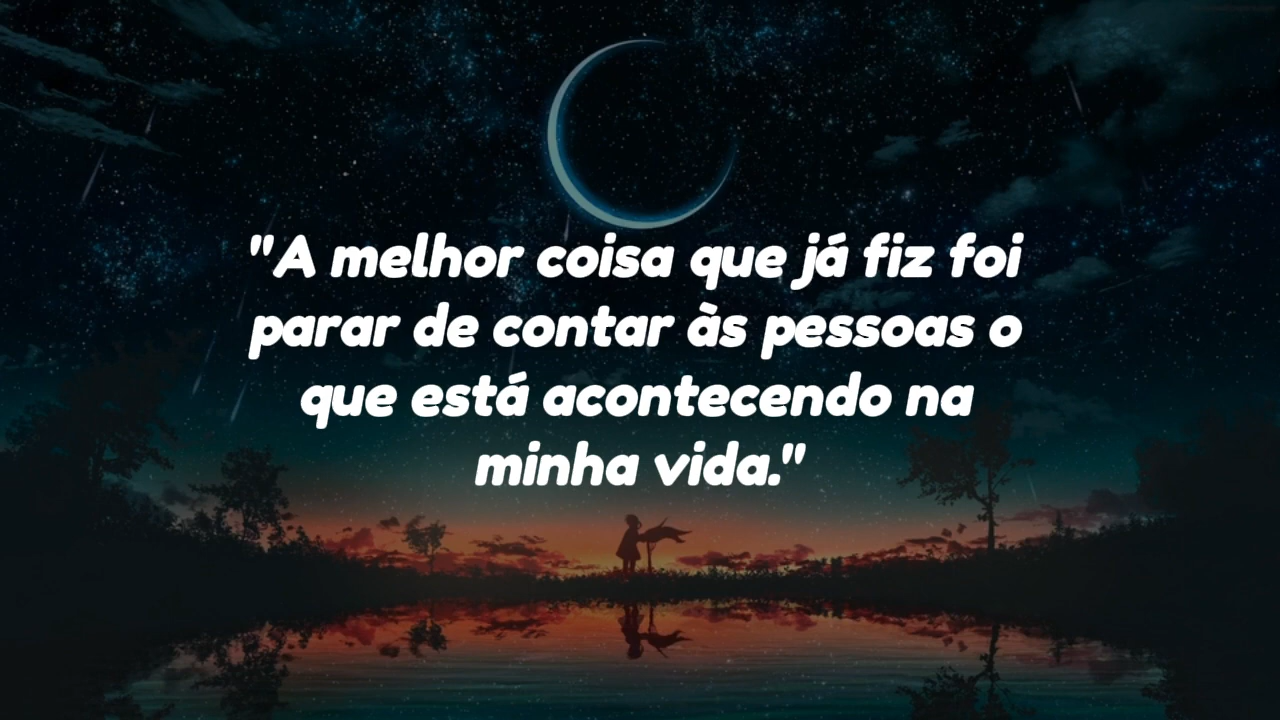 "A melhor coisa que já fiz foi
parar de contar às pessoas o
que está acontecendo na
minha vida."